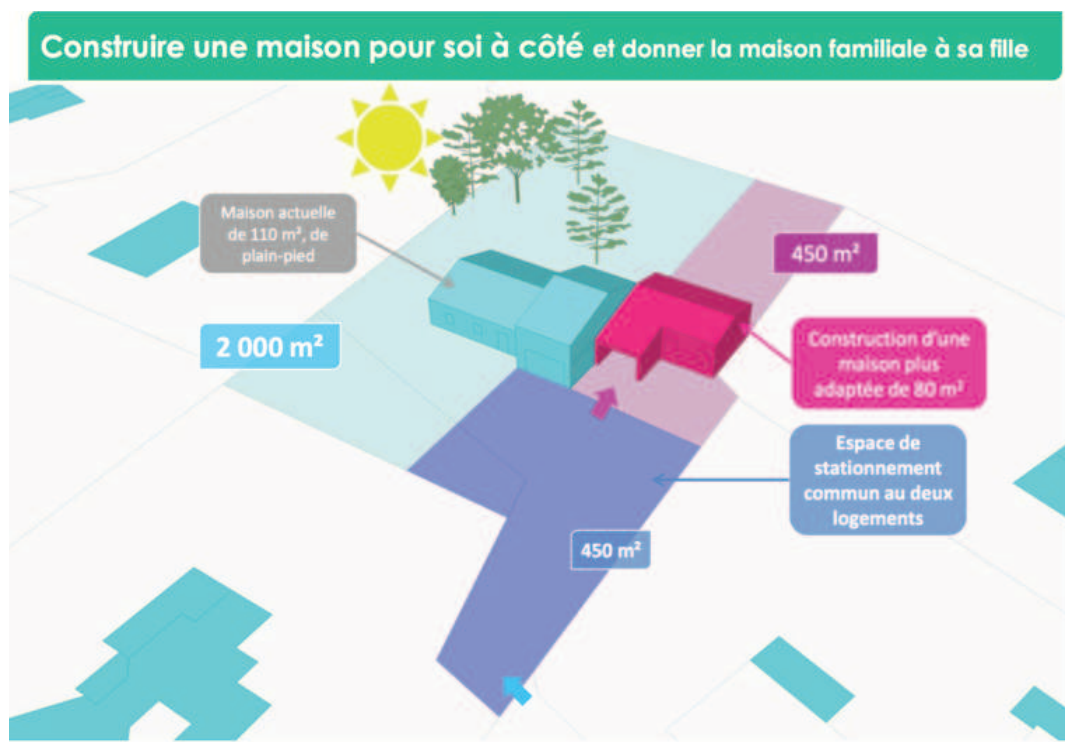 Construire une maison pour soi à côté et donner la maison familiale à sa fille
Maison actuelle
de 110 m², de
plain-pied
450 m²
2 000 m²
Construction d'une
maison plus
adaptée de 80 m²
Espace de
stationnement
commun au deux
logements
450 m²